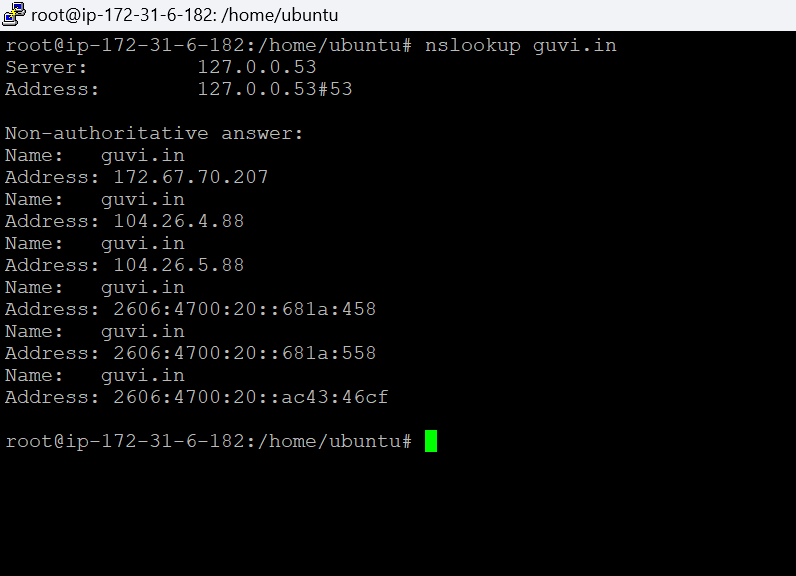 root@ip-172-31-6-182: /home/ubuntu
root@ip-172-31-6-182:/home/ubuntu# nslookup guvi.in
Server:         127.0.0.53
Address:        127.0.0.53#53

Non-authoritative answer:
Name:   guvi.in
Address: 172.67.70.207
Name:   guvi.in
Address: 104.26.4.88
Name:   guvi.in
Address: 104.26.5.88
Name:   guvi.in
Address: 2606:4700:20::681a:458
Name:   guvi.in
Address: 2606:4700:20::681a:558
Name:   guvi.in
Address: 2606:4700:20::ac43:46cf

root@ip-172-31-6-182:/home/ubuntu#